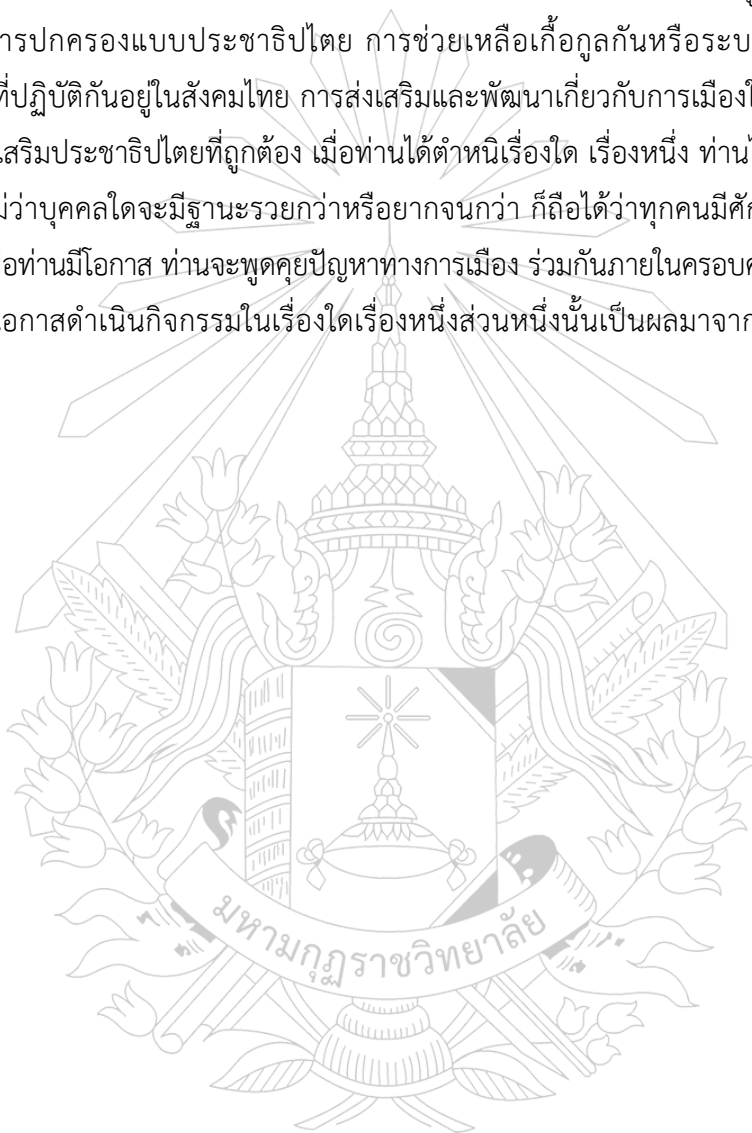 ารปกครองแบบประชาธิปไตย การช่วยเหลือเกื้อกูลกันหรือระบ
ที่ปฏิบัติกันอยู่ในสังคมไทย การส่งเสริมและพัฒนาเกี่ยวกับการเมืองใ
เสริมประชาธิปไตยที่ถูกต้อง เมื่อท่านได้ตำหนิเรื่องใด เรื่องหนึ่ง ท่านไ
ม่ว่าบุคคลใดจะมีฐานะรวยกว่าหรือยากจนกว่า ก็ถือได้ว่าทุกคนมีศัก
อท่านมีโอกาส ท่านจะพูดคุยปัญหาทางการเมือง ร่วมกันภายในครอบค
อกาสดำเนินกิจกรรมในเรื่องใดเรื่องหนึ่งส่วนหนึ่งนั้นเป็นผลมาจาก
มหามกุฏราชวิทยาลัย